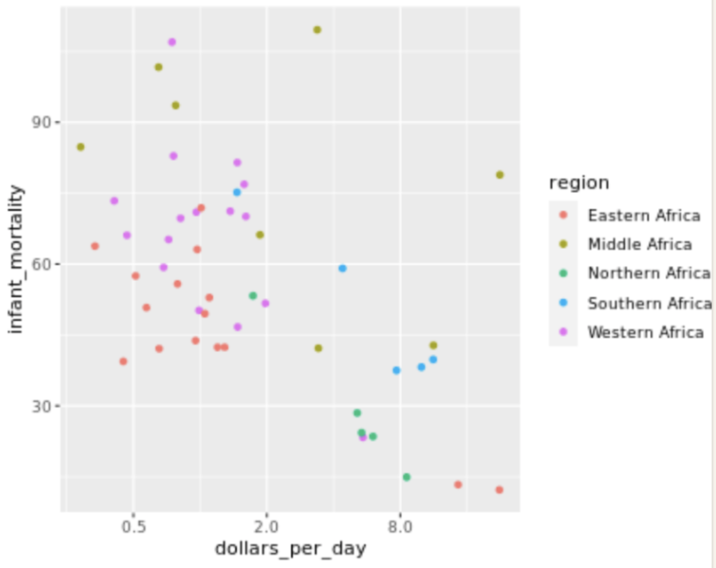 90
60
30
infant_mortality
0.5
2.0
8.0
dollars_per_day
region
Eastern Africa
Middle Africa
Northern Africa
Southern Africa
Western Africa